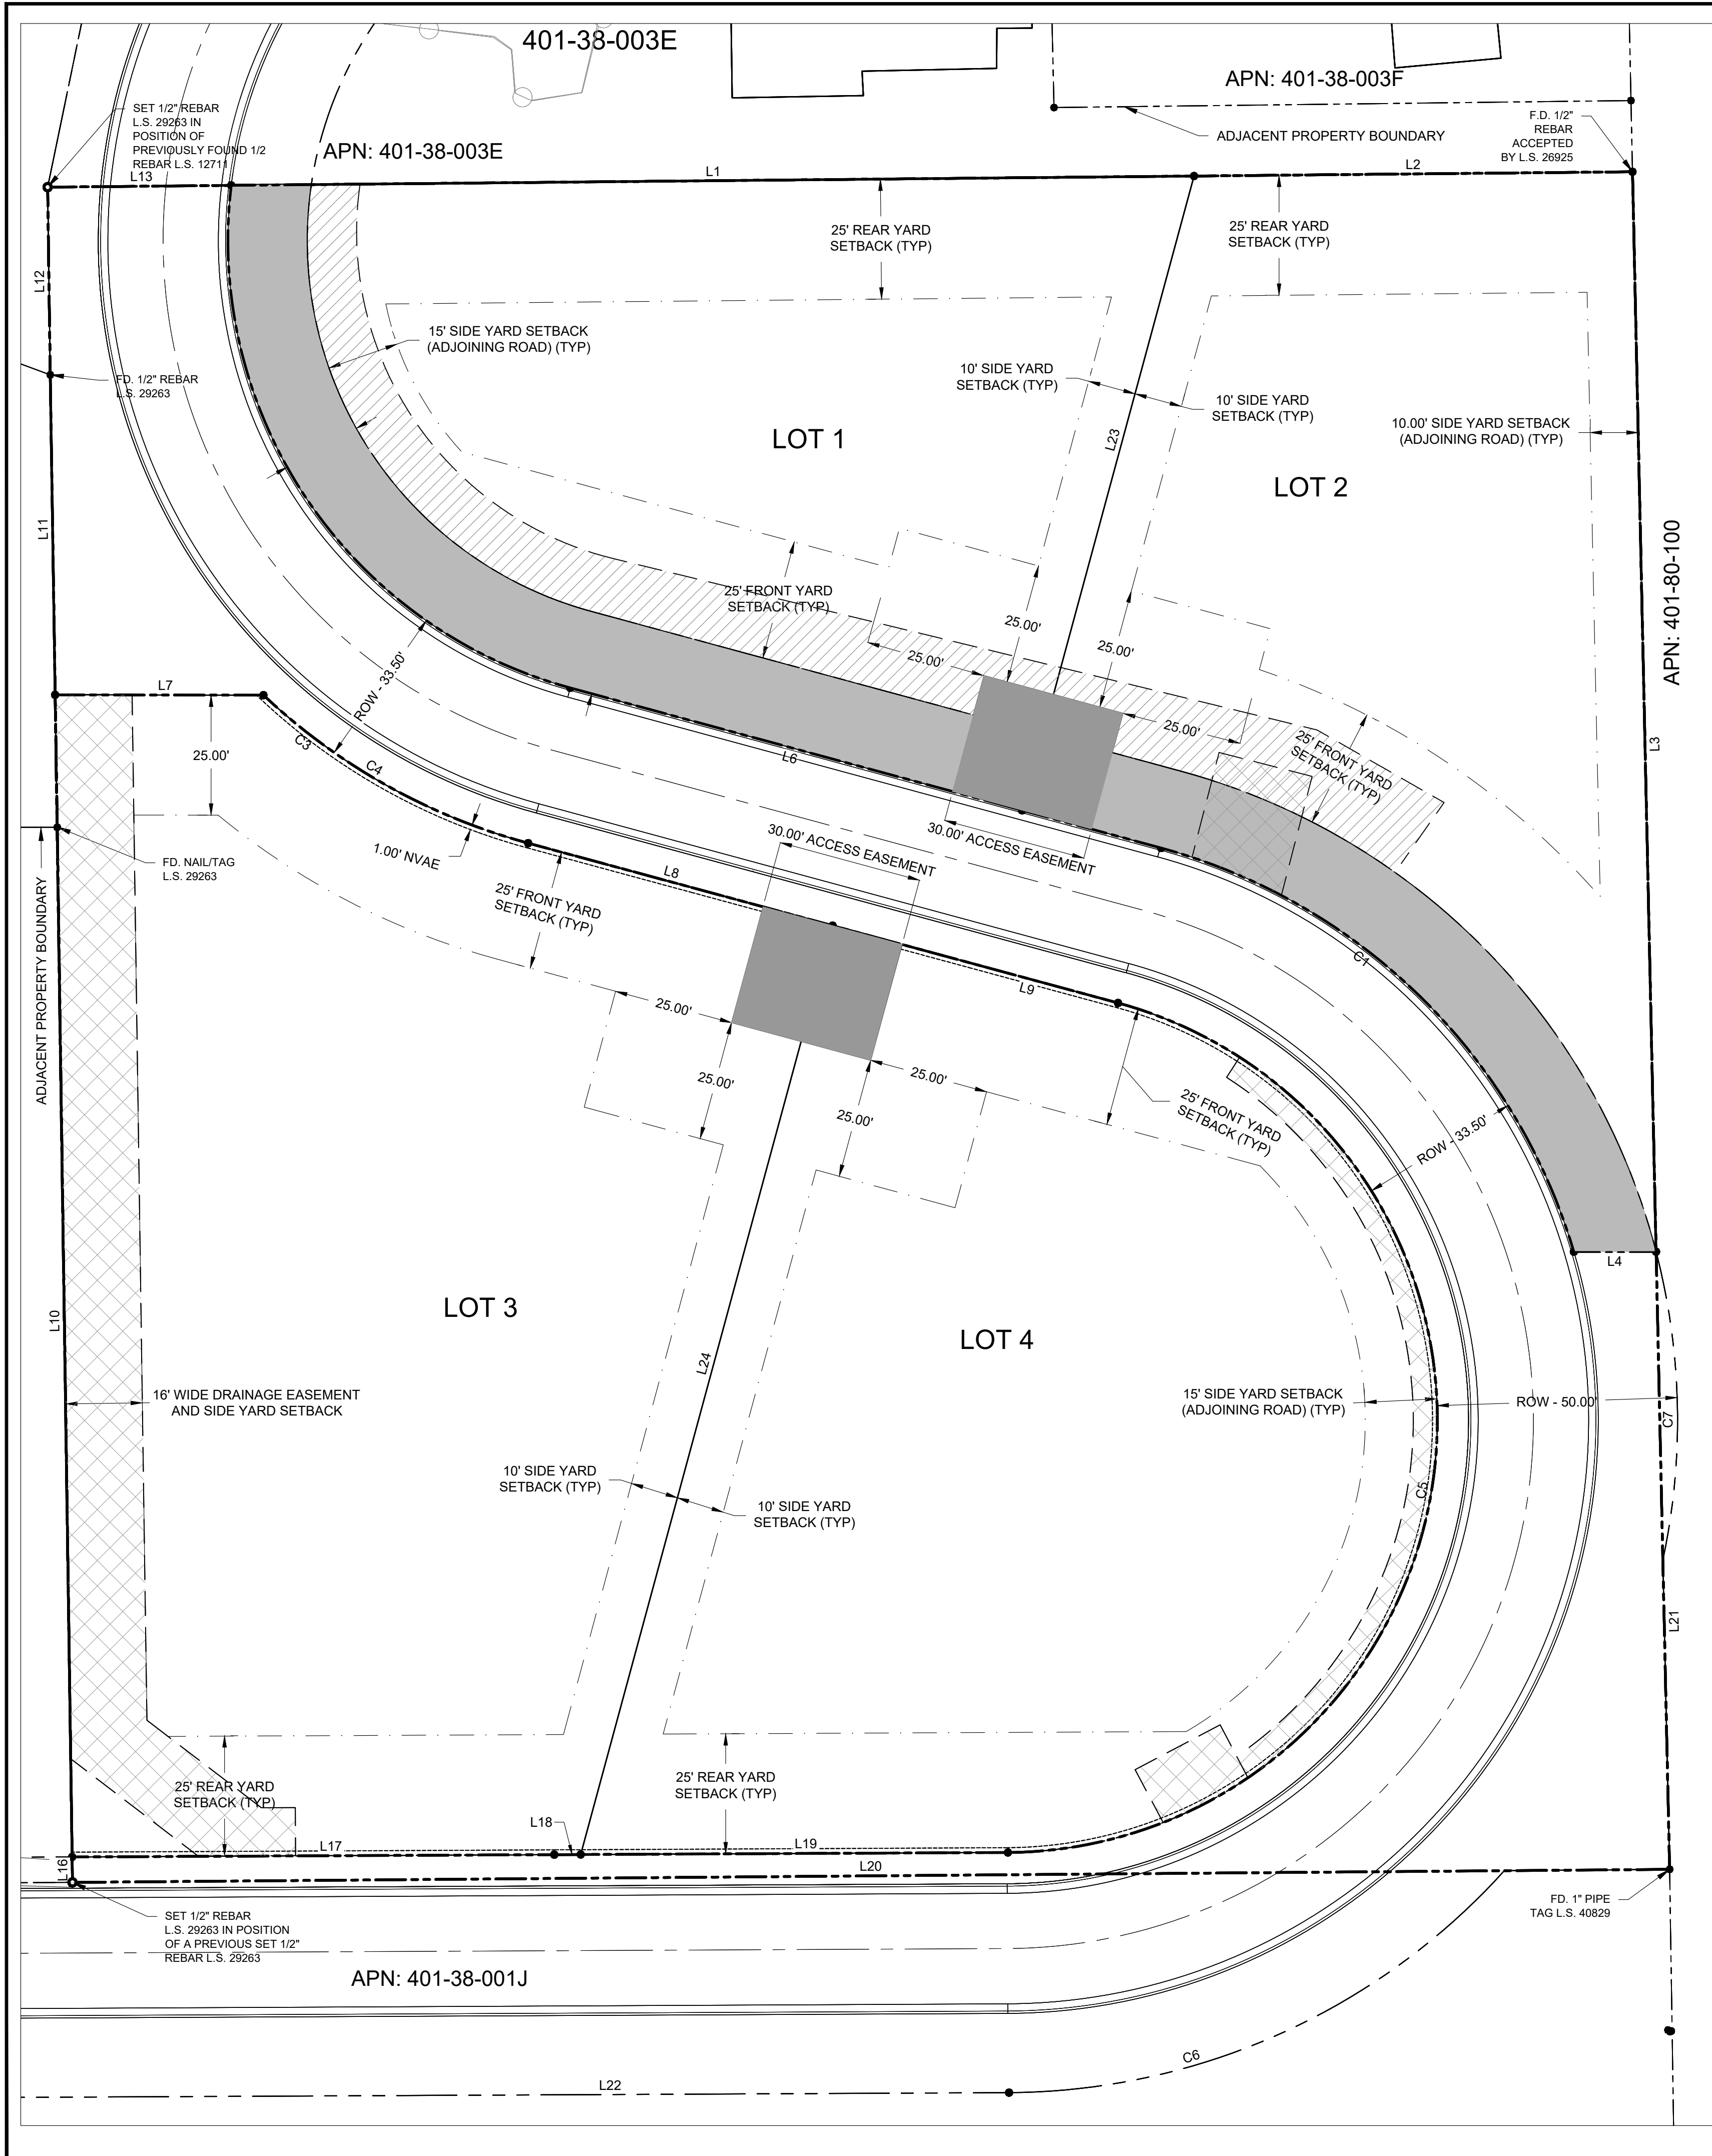 401-38-003E
APN: 401-38-003F
SET 1/2" REBAR
L.S. 29263 IN
POSITION OF
PREVIOUSLY FOUND 1/2
REBAR L.S. 12711
F.D. 1/2"
REBAR
ACCEPTED
BY L.S. 26925
ADJACENT PROPERTY BOUNDARY
APN: 401-38-003E
L13
L1
L2
25' REAR YARD
SETBACK (TYP)
25' REAR YARD
SETBACK (TYP)
L12
15' SIDE YARD SETBACK
(ADJOINING ROAD) (TYP)
10' SIDE YARD
SETBACK (TYP)
FD. 1/2" REBAR
L.S. 29263
10' SIDE YARD
SETBACK (TYP)
10.00' SIDE YARD SETBACK
(ADJOINING ROAD) (TYP)
LOT 1
L23
LOT 2
L11
APN: 401-80-100
25' FRONT YARD
SETBACK (TYP)
25.00'
25.00'
25.00'
L7
ROW - 33.50'
25.00'
25.00'
C3
C4
L6
25' FRONT YARD
SETBACK (TYP)
L3
30.00' ACCESS EASEMENT
30.00' ACCESS EASEMENT
1.00' NVAE
FD. NAIL/TAG
L.S. 29263
L8
25' FRONT YARD
SETBACK (TYP)
ADJACENT PROPERTY BOUNDARY
C1
L9
25.00'
25.00'
25.00'
25.00'
25' FRONT YARD
SETBACK (TYP)
ROW - 33.50'
L4
LOT 3
L10
LOT 4
L24
16' WIDE DRAINAGE EASEMENT
AND SIDE YARD SETBACK
15' SIDE YARD SETBACK
(ADJOINING ROAD) (TYP)
ROW - 50.00'
C7
C5
10' SIDE YARD
SETBACK (TYP)
10' SIDE YARD
SETBACK (TYP)
L21
25' REAR YARD
SETBACK (TYP)
25' REAR YARD
SETBACK (TYP)
L18
L17
L19
L16
L20
FD. 1" PIPE
TAG L.S. 40829
SET 1/2" REBAR
L.S. 29263 IN POSITION
OF A PREVIOUS SET 1/2"
REBAR L.S. 29263
APN: 401-38-001J
C6
L22